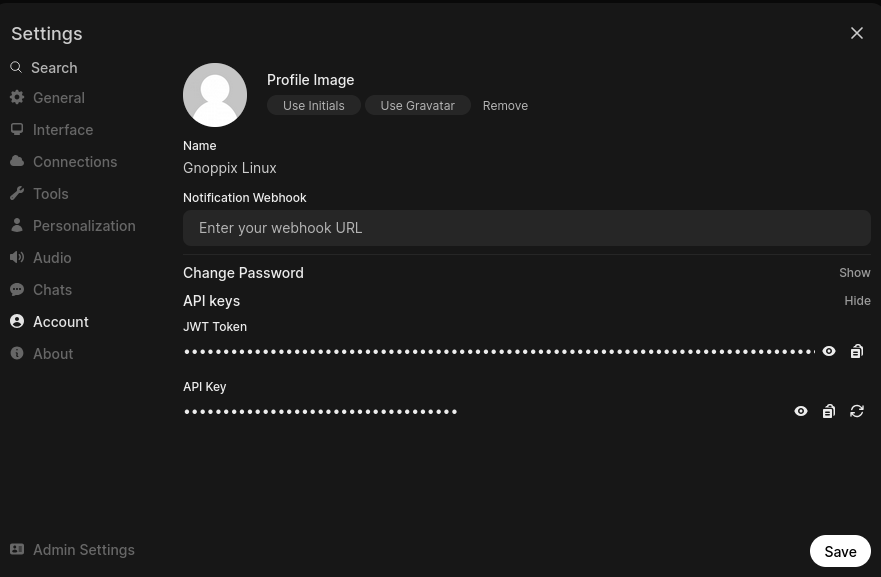 Settings
Search
General
Interface
Connections
Tools
Personalization
Audio
Chats
Account
About
Admin Settings
Profile Image
Use Initials Use Gravatar Remove
Name
Gnoppix Linux
Notification Webhook
Enter your webhook URL
Change Password Show
API keys Hide
JWT Token
API Key
Save